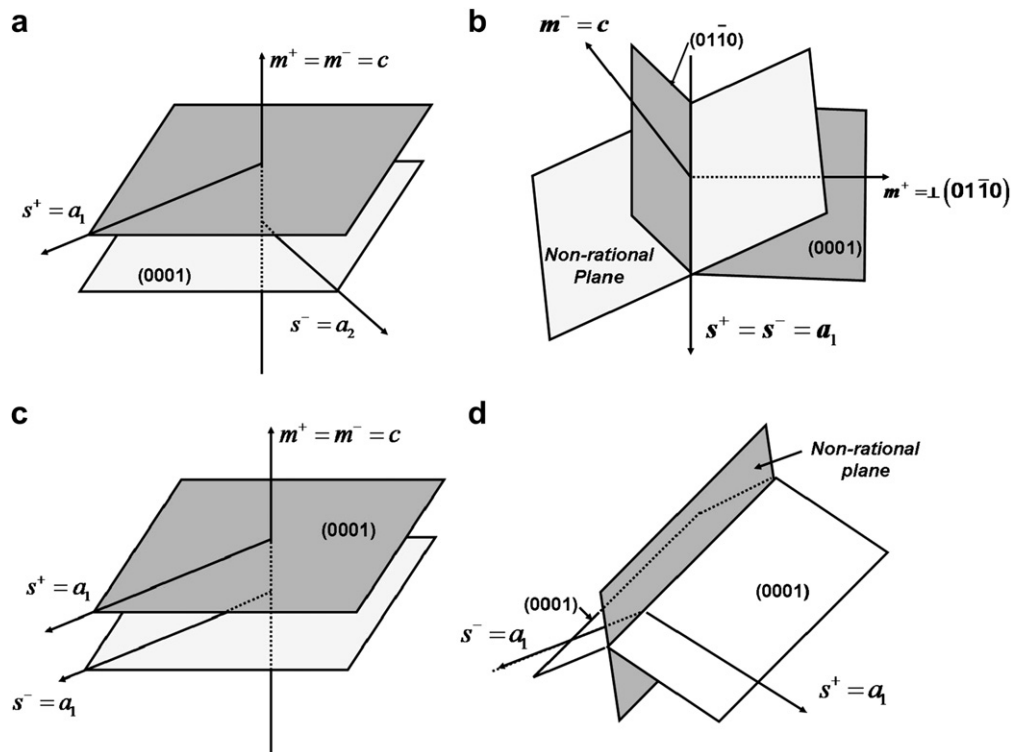 a
m⁺ = m⁻ = c
s⁺ = a₁
(0001)
s⁻ = a₂
b
m⁻ = c
(011̄0)
m⁺ = ⊥(011̄0)
(0001)
Non-rational
Plane
s⁺ = s⁻ = a₁
c
m⁺ = m⁻ = c
(0001)
s⁺ = a₁
s⁻ = a₁
d
Non-rational
plane
(0001)
(0001)
s⁻ = a₁
s⁺ = a₁